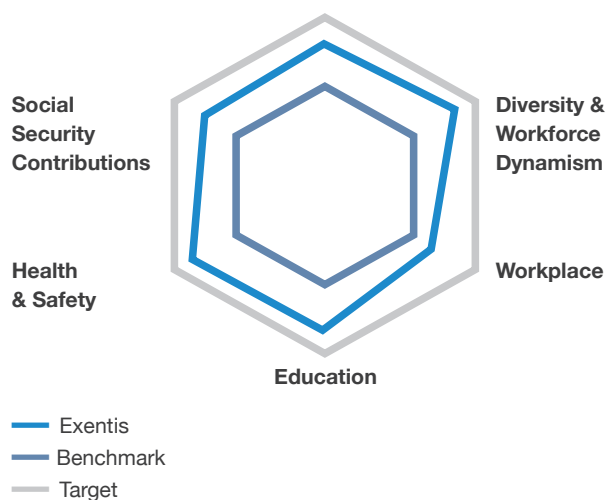 Social
Security
Contributions
Diversity &
Workforce
Dynamism
Health
& Safety
Workplace
Education
Exentis
Benchmark
Target